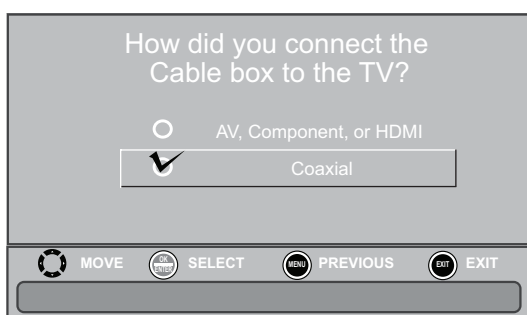 How did you connect the
Cable box to the TV?
AV, Component, or HDMI
Coaxial
OK
ENTER
MOVE
SELECT
MENU
PREVIOUS
EXIT
EXIT